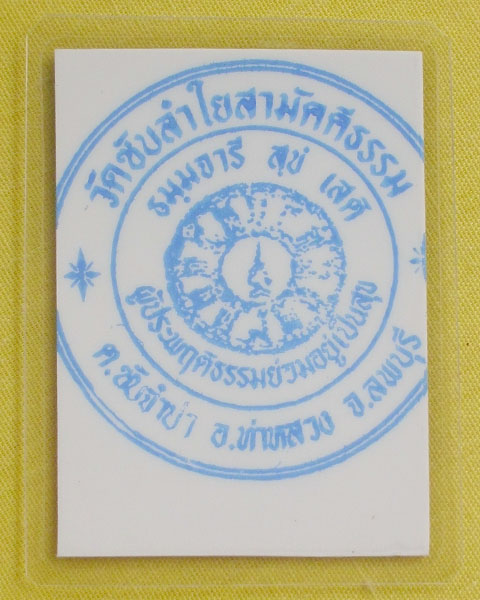 วัดซับลำใยสามัคคีธรรม
ธมฺมจารี สุขํ เสติ
ผู้ประพฤติธรรมย่อมอยู่เป็นสุข
ต.ซับจำปา อ.ท่าหลวง จ.ลพบุรี